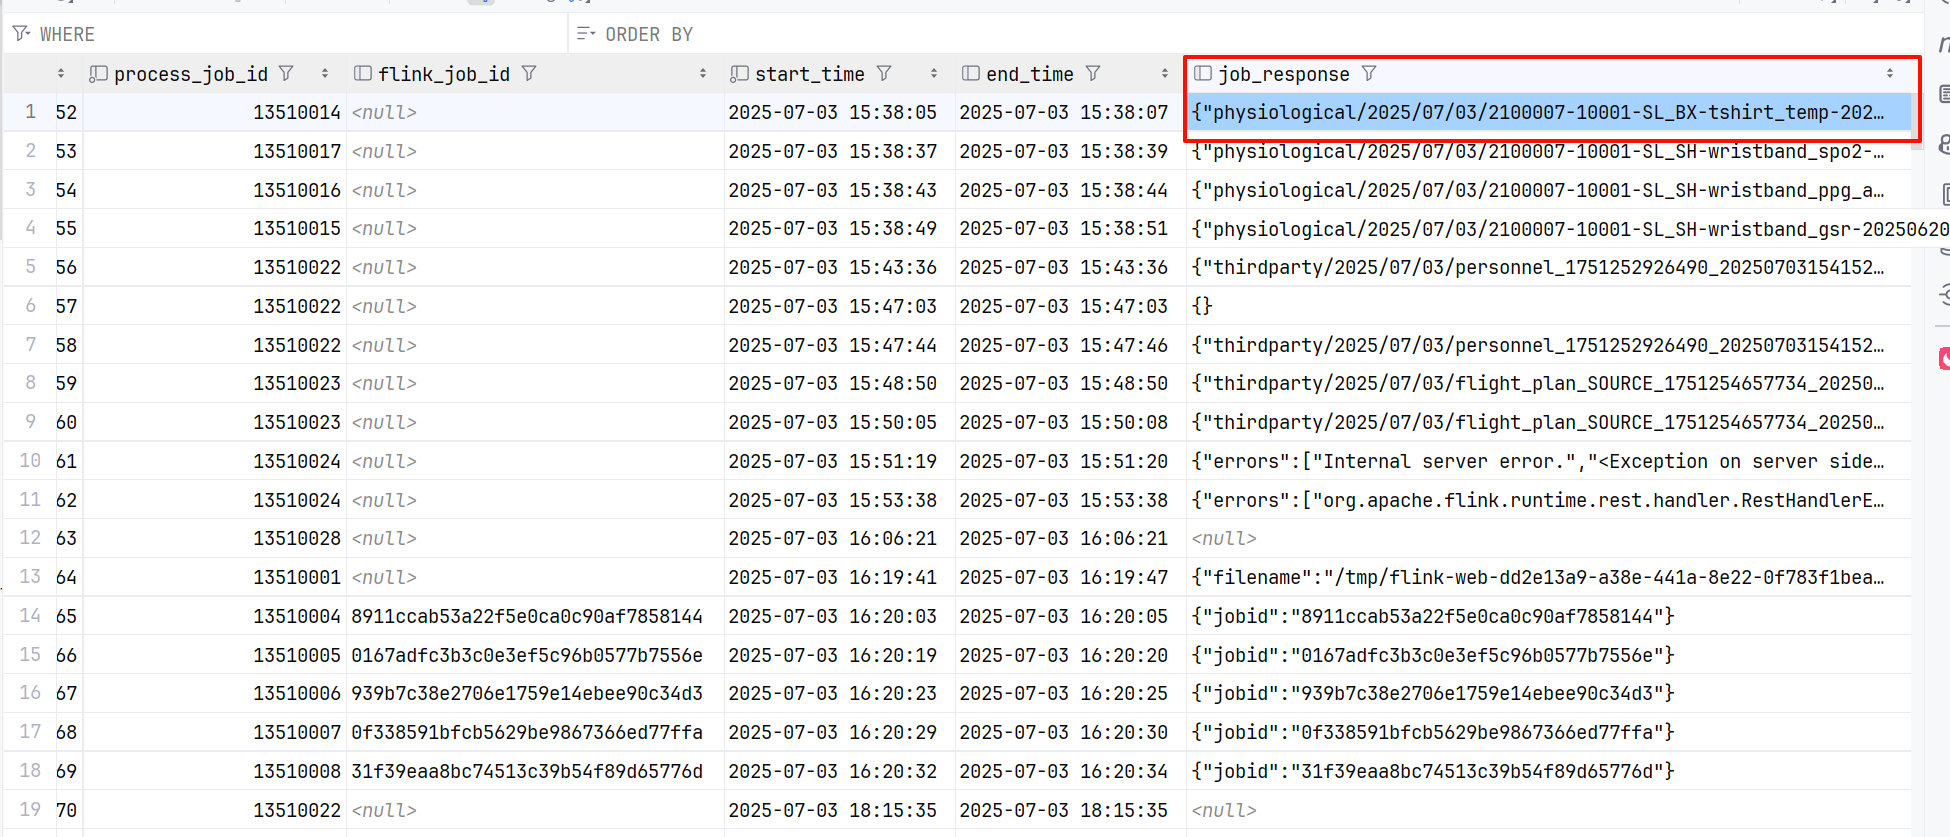 WHERE ORDER BY
process_job_id flink_job_id start_time end_time job_response
1 52 13510014 <null> 2025-07-03 15:38:05 2025-07-03 15:38:07 {"physiological/2025/07/03/2100007-10001-SL_BX-tshirt_temp-202…
2 53 13510017 <null> 2025-07-03 15:38:37 2025-07-03 15:38:39 {"physiological/2025/07/03/2100007-10001-SL_SH-wristband_spo2-…
3 54 13510016 <null> 2025-07-03 15:38:43 2025-07-03 15:38:44 {"physiological/2025/07/03/2100007-10001-SL_SH-wristband_ppg_a…
4 55 13510015 <null> 2025-07-03 15:38:49 2025-07-03 15:38:51 {"physiological/2025/07/03/2100007-10001-SL_SH-wristband_gsr-20250620
5 56 13510022 <null> 2025-07-03 15:43:36 2025-07-03 15:43:36 {"thirdparty/2025/07/03/personnel_1751252926490_20250703154152…
6 57 13510022 <null> 2025-07-03 15:47:03 2025-07-03 15:47:03 {}
7 58 13510022 <null> 2025-07-03 15:47:44 2025-07-03 15:47:46 {"thirdparty/2025/07/03/personnel_1751252926490_20250703154152…
8 59 13510023 <null> 2025-07-03 15:48:50 2025-07-03 15:48:50 {"thirdparty/2025/07/03/flight_plan_SOURCE_1751254657734_20250…
9 60 13510023 <null> 2025-07-03 15:50:05 2025-07-03 15:50:08 {"thirdparty/2025/07/03/flight_plan_SOURCE_1751254657734_20250…
10 61 13510024 <null> 2025-07-03 15:51:19 2025-07-03 15:51:20 {"errors":["Internal server error.","<Exception on server side…
11 62 13510024 <null> 2025-07-03 15:53:38 2025-07-03 15:53:38 {"errors":["org.apache.flink.runtime.rest.handler.RestHandlerE…
12 63 13510028 <null> 2025-07-03 16:06:21 2025-07-03 16:06:21 <null>
13 64 13510001 <null> 2025-07-03 16:19:41 2025-07-03 16:19:47 {"filename":"/tmp/flink-web-dd2e13a9-a38e-441a-8e22-0f783f1bea…
14 65 13510004 8911ccab53a22f5e0ca0c90af7858144 2025-07-03 16:20:03 2025-07-03 16:20:05 {"jobid":"8911ccab53a22f5e0ca0c90af7858144"}
15 66 13510005 0167adfc3b3c0e3ef5c96b0577b7556e 2025-07-03 16:20:19 2025-07-03 16:20:20 {"jobid":"0167adfc3b3c0e3ef5c96b0577b7556e"}
16 67 13510006 939b7c38e2706e1759e14ebee90c34d3 2025-07-03 16:20:23 2025-07-03 16:20:25 {"jobid":"939b7c38e2706e1759e14ebee90c34d3"}
17 68 13510007 0f338591bfcb5629be9867366ed77ffa 2025-07-03 16:20:29 2025-07-03 16:20:30 {"jobid":"0f338591bfcb5629be9867366ed77ffa"}
18 69 13510008 31f39eaa8bc74513c39b54f89d65776d 2025-07-03 16:20:32 2025-07-03 16:20:34 {"jobid":"31f39eaa8bc74513c39b54f89d65776d"}
19 70 13510022 <null> 2025-07-03 18:15:35 2025-07-03 18:15:35 <null>